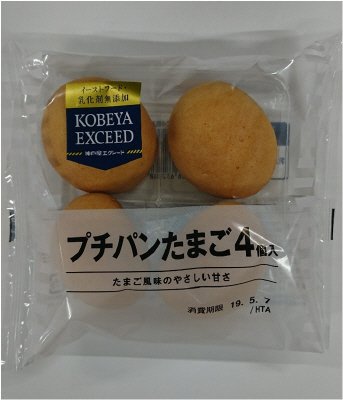 イーストフード・
乳化剤無添加
KOBEYA
EXCEED
神戸屋エクシード
プチパンたまご4個入
たまご風味のやさしい甘さ
消費期限 19.5.7
/HTA